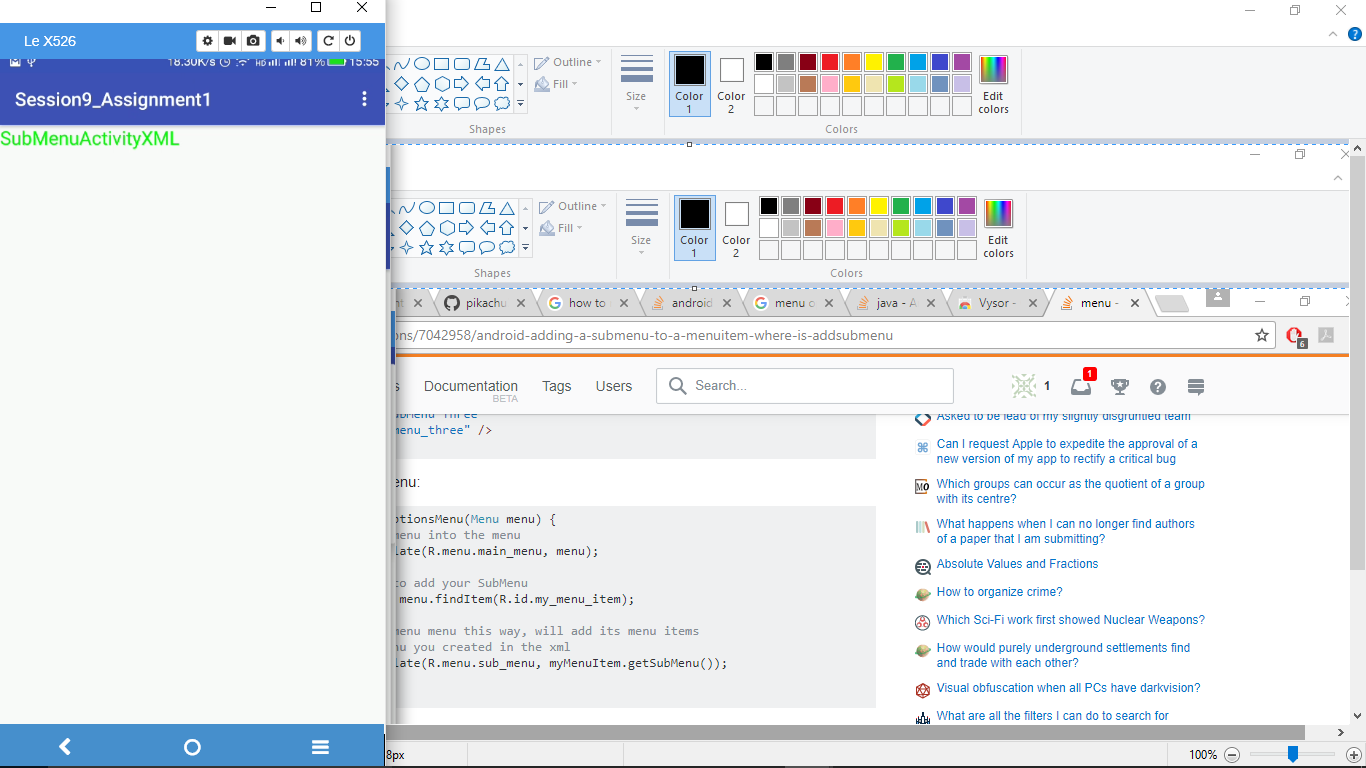 Le X526
18.30K/s 81% 15:55
Session9_Assignment1
SubMenuActivityXML
Outline
Fill
Shapes
Size
Color 1
Color 2
Edit colors
Colors
Outline
Fill
Shapes
Size
Color 1
Color 2
Edit colors
Colors
pikachu
how to
android
menu o
java - A
Vysor -
menu -
ons/7042958/android-adding-a-submenu-to-a-menuitem-where-is-addsubmenu
6
s Documentation Tags Users Search... 1 1
BETA
menu_three" />
enu:
ptionsMenu(Menu menu) {
menu into the menu
late(R.menu.main_menu, menu);
to add your SubMenu
menu.findItem(R.id.my_menu_item);
menu menu this way, will add its menu items
nu you created in the xml
late(R.menu.sub_menu, myMenuItem.getSubMenu());
Asked to be lead of my slightly disgruntled team
Can I request Apple to expedite the approval of a
new version of my app to rectify a critical bug
MO
Which groups can occur as the quotient of a group
with its centre?
What happens when I can no longer find authors
of a paper that I am submitting?
Absolute Values and Fractions
How to organize crime?
Which Sci-Fi work first showed Nuclear Weapons?
How would purely underground settlements find
and trade with each other?
Visual obfuscation when all PCs have darkvision?
What are all the filters I can do to search for
8px
100%